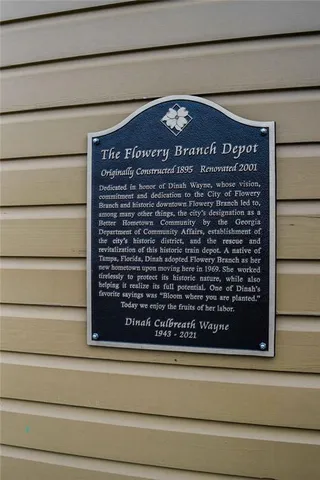 The Flowery Branch Depot
Originally Constructed 1895 Renovated 2001
Dedicated in honor of Dinah Wayne, whose vision,
commitment and dedication to the City of Flowery
Branch and historic downtown Flowery Branch led to,
among many other things, the city's designation as a
Better Hometown Community by the Georgia
Department of Community Affairs, establishment of
the city's historic district, and the rescue and
revitalization of this historic train depot. A native of
Tampa, Florida, Dinah adopted Flowery Branch as her
new hometown upon moving here in 1969. She worked
tirelessly to protect its historic nature, while also
helping it realize its full potential. One of Dinah's
favorite sayings was “Bloom where you are planted.”
Today we enjoy the fruits of her labor.
Dinah Culbreath Wayne
1943 - 2021